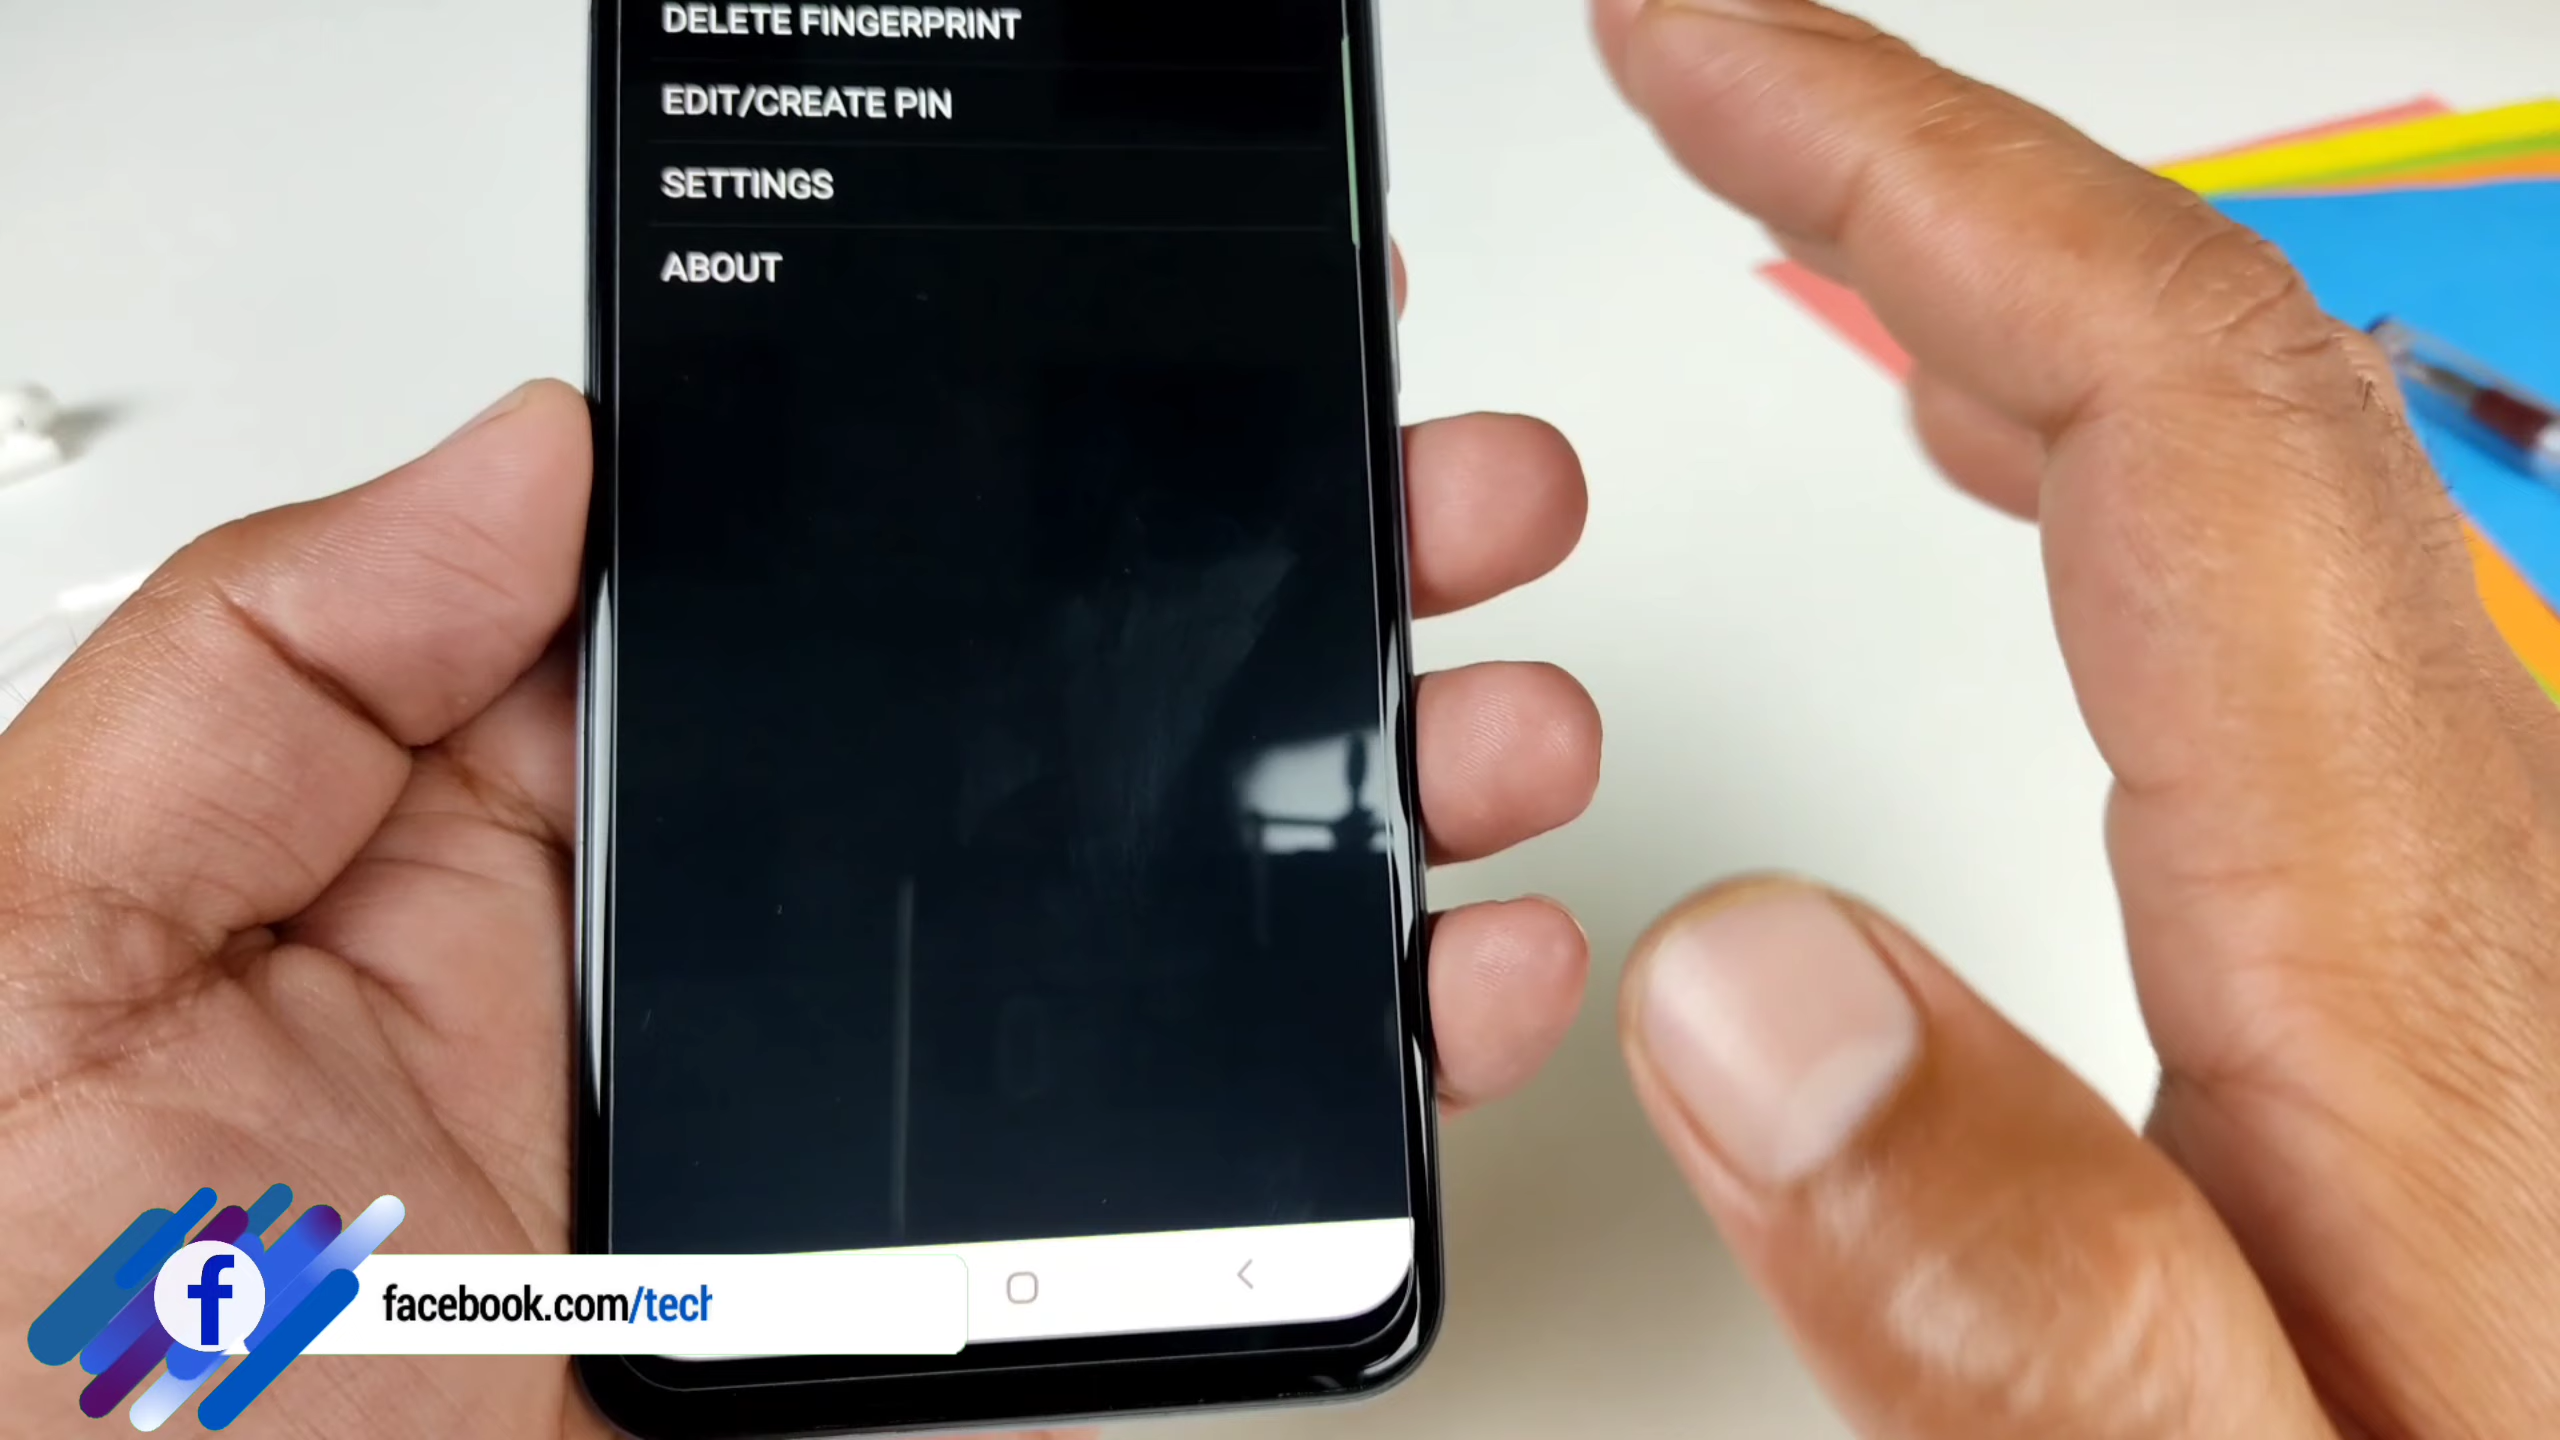 DELETE FINGERPRINT
EDIT/CREATE PIN
SETTINGS
ABOUT
facebook.com/tech